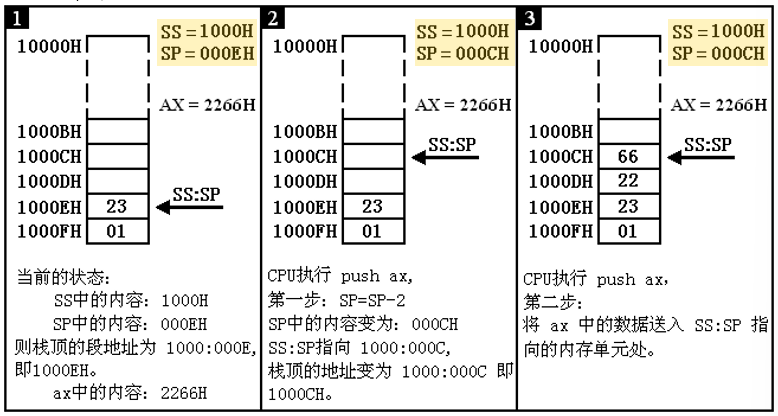 1
SS=1000H
SP=000EH
10000H
AX = 2266H
1000BH
1000CH
1000DH
SS:SP
1000EH 23
1000FH 01
当前的状态:
SS中的内容: 1000H
SP中的内容: 000EH
则栈顶的段地址为 1000:000E,
即1000EH。
ax中的内容: 2266H
2
SS=1000H
SP=000CH
10000H
AX = 2266H
1000BH
SS:SP
1000CH
1000DH
1000EH 23
1000FH 01
CPU执行 push ax,
第一步: SP=SP-2
SP中的内容变为: 000CH
SS:SP指向 1000:000C,
栈顶的地址变为 1000:000C 即
1000CH。
3
SS=1000H
SP=000CH
10000H
AX = 2266H
1000BH
SS:SP
1000CH 66
1000DH 22
1000EH 23
1000FH 01
CPU执行 push ax,
第二步:
将 ax 中的数据送入 SS:SP 指
向的内存单元处。